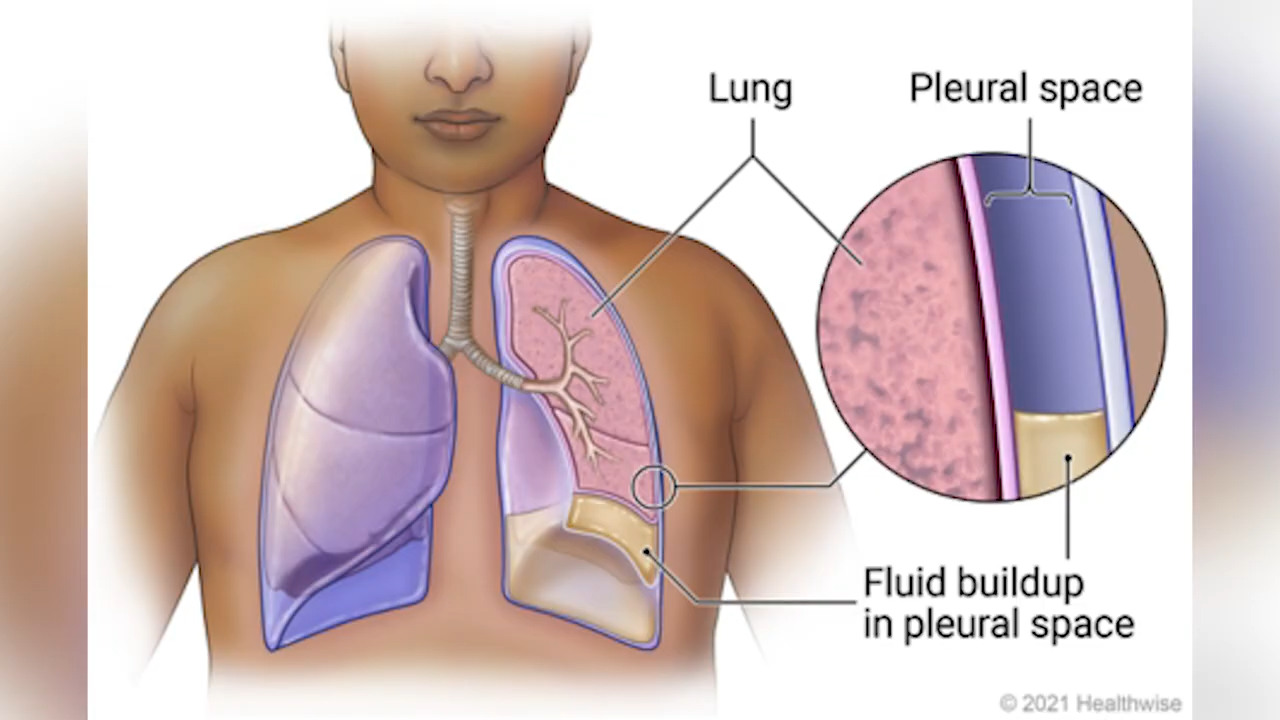 Lung
Pleural space
Fluid buildup
in pleural space
© 2021 Healthwise